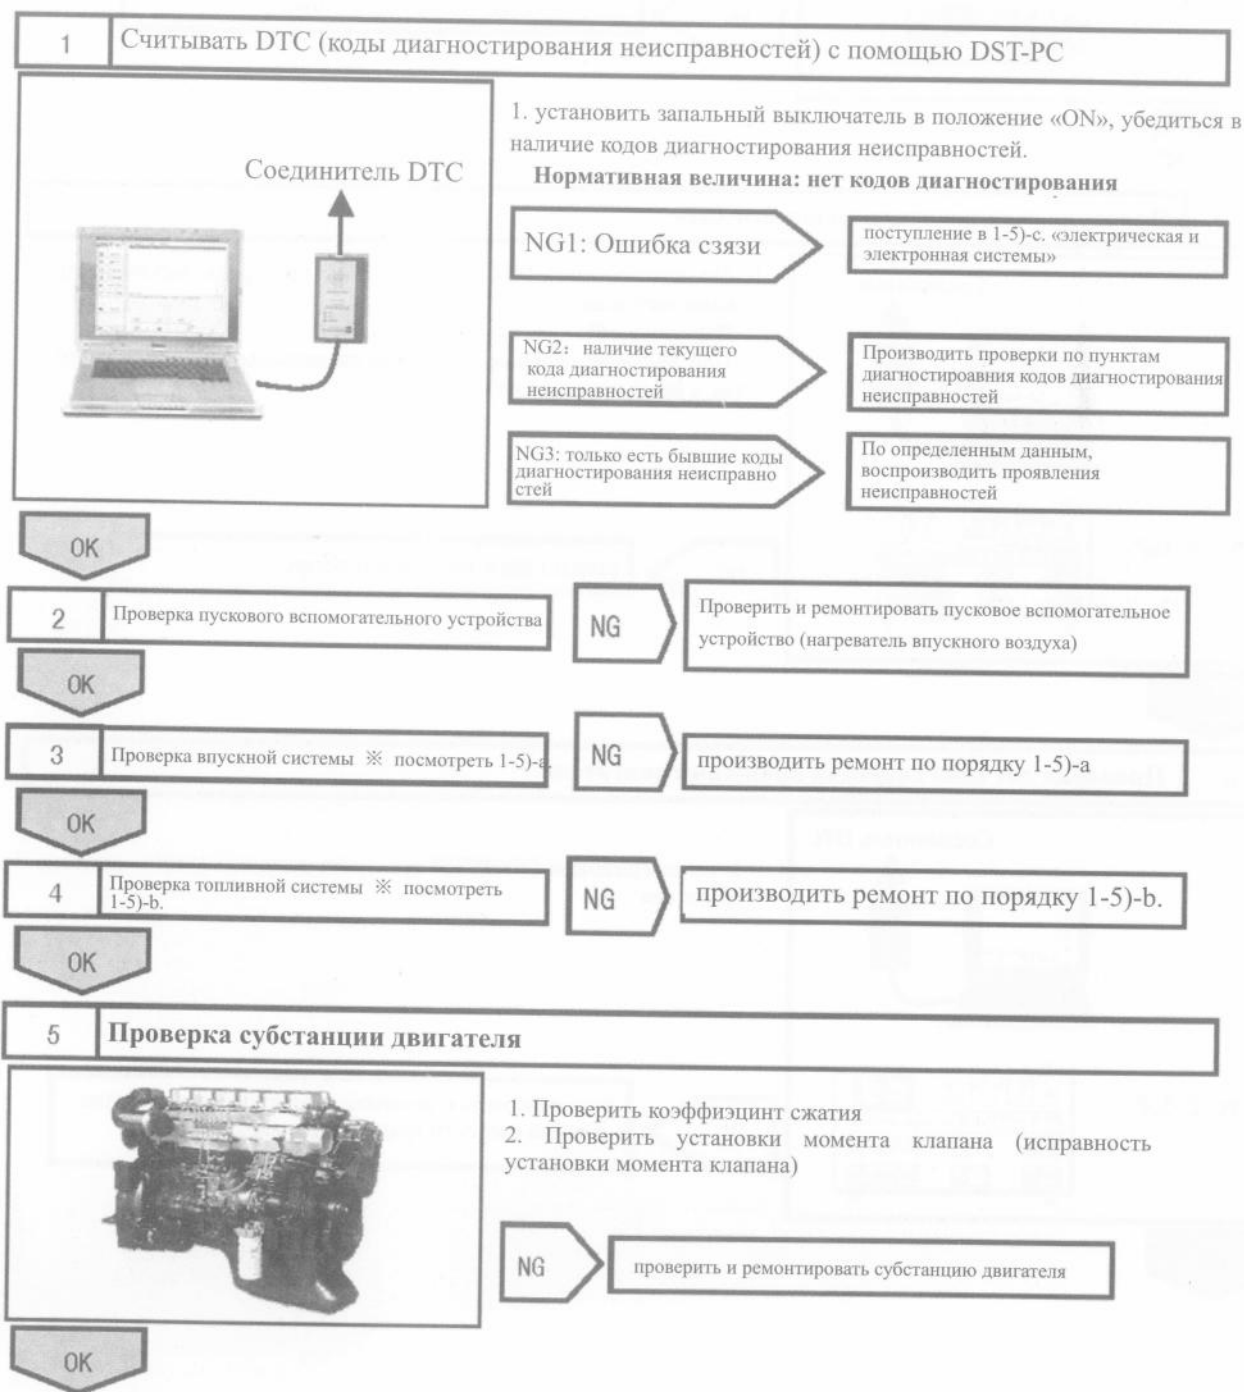 1 Считывать DTC (коды диагностирования неисправностей) с помощью DST-PC
Соединитель DTC
1. установить запальный выключатель в положение «ON», убедиться в
наличие кодов диагностирования неисправностей.
Нормативная величина: нет кодов диагностирования
NG1: Ошибка сзязи
поступление в 1-5)-c. «электрическая и
электронная системы»
NG2: наличие текущего
кода диагностирования
неисправностей
Производить проверки по пунктам
диагностироавния кодов диагностирования
неисправностей
NG3: только есть бывшие коды
диагностирования неисправно
стей
По определенным данным,
воспроизводить проявления
неисправностей
OK
2 Проверка пускового вспомогательного устройства
NG
Проверить и ремонтировать пусковое вспомогательное
устройство (нагреватель впускного воздуха)
OK
3 Проверка впускной системы ※ посмотреть 1-5)-a.
NG
производить ремонт по порядку 1-5)-a
OK
4 Проверка топливной системы ※ посмотреть
1-5)-b.
NG
производить ремонт по порядку 1-5)-b.
OK
5 Проверка субстанции двигателя
1. Проверить коэффиэцинт сжатия
2. Проверить установки момента клапана (исправность
установки момента клапана)
NG
проверить и ремонтировать субстанцию двигателя
OK